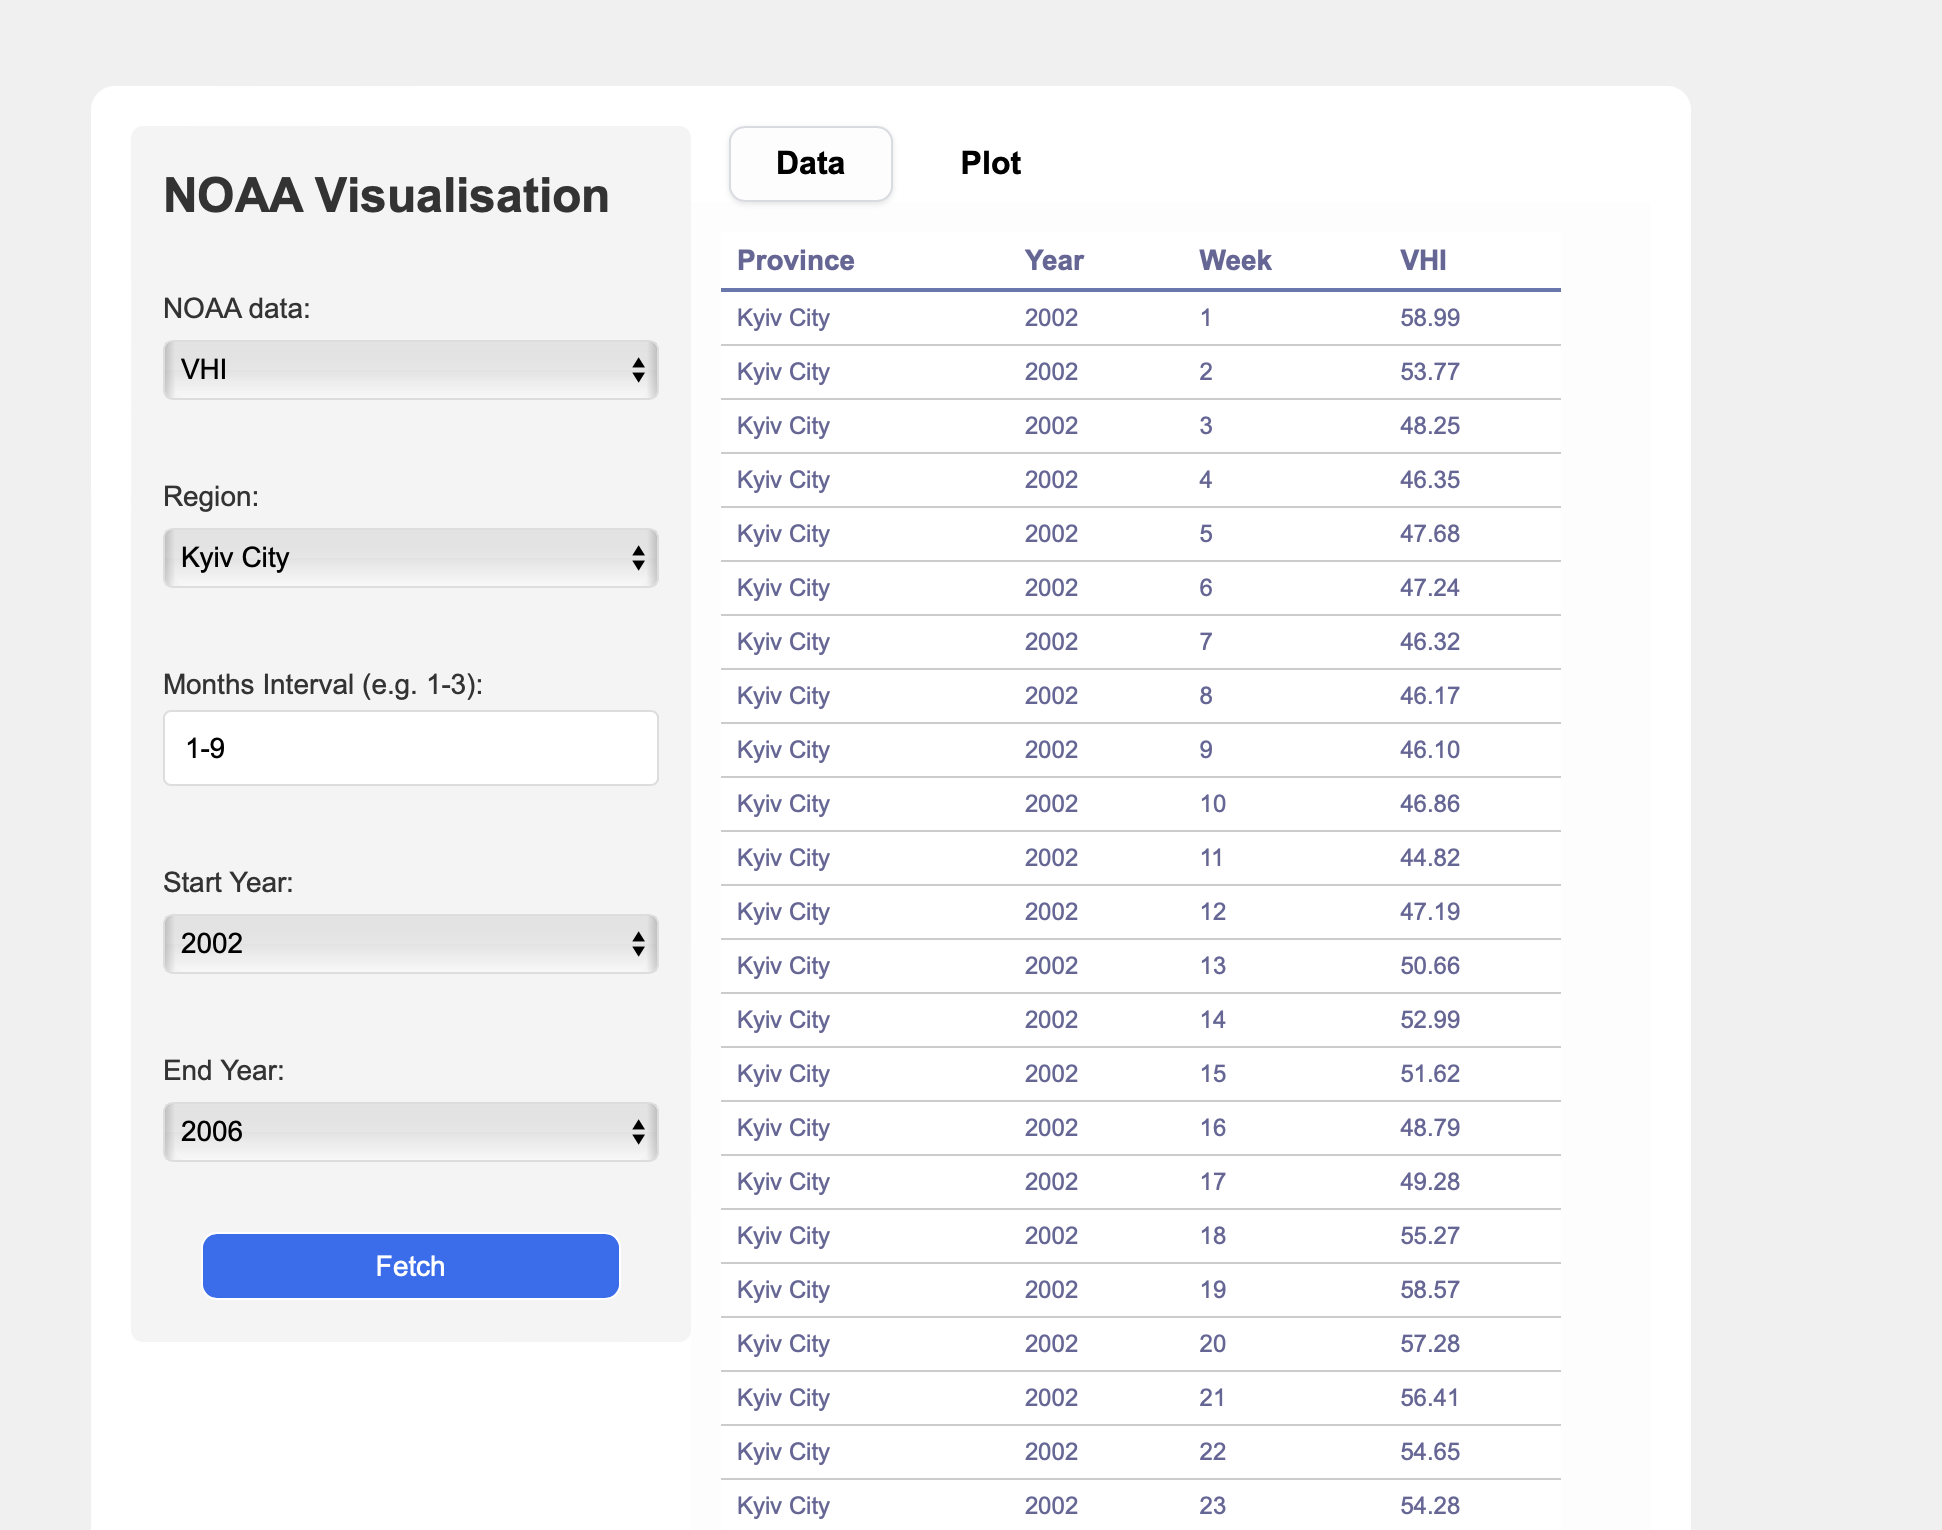 NOAA Visualisation
NOAA data:
VHI
Region:
Kyiv City
Months Interval (e.g. 1-3):
1-9
Start Year:
2002
End Year:
2006
Fetch
Data Plot
Province Year Week VHI
Kyiv City 2002 1 58.99
Kyiv City 2002 2 53.77
Kyiv City 2002 3 48.25
Kyiv City 2002 4 46.35
Kyiv City 2002 5 47.68
Kyiv City 2002 6 47.24
Kyiv City 2002 7 46.32
Kyiv City 2002 8 46.17
Kyiv City 2002 9 46.10
Kyiv City 2002 10 46.86
Kyiv City 2002 11 44.82
Kyiv City 2002 12 47.19
Kyiv City 2002 13 50.66
Kyiv City 2002 14 52.99
Kyiv City 2002 15 51.62
Kyiv City 2002 16 48.79
Kyiv City 2002 17 49.28
Kyiv City 2002 18 55.27
Kyiv City 2002 19 58.57
Kyiv City 2002 20 57.28
Kyiv City 2002 21 56.41
Kyiv City 2002 22 54.65
Kyiv City 2002 23 54.28